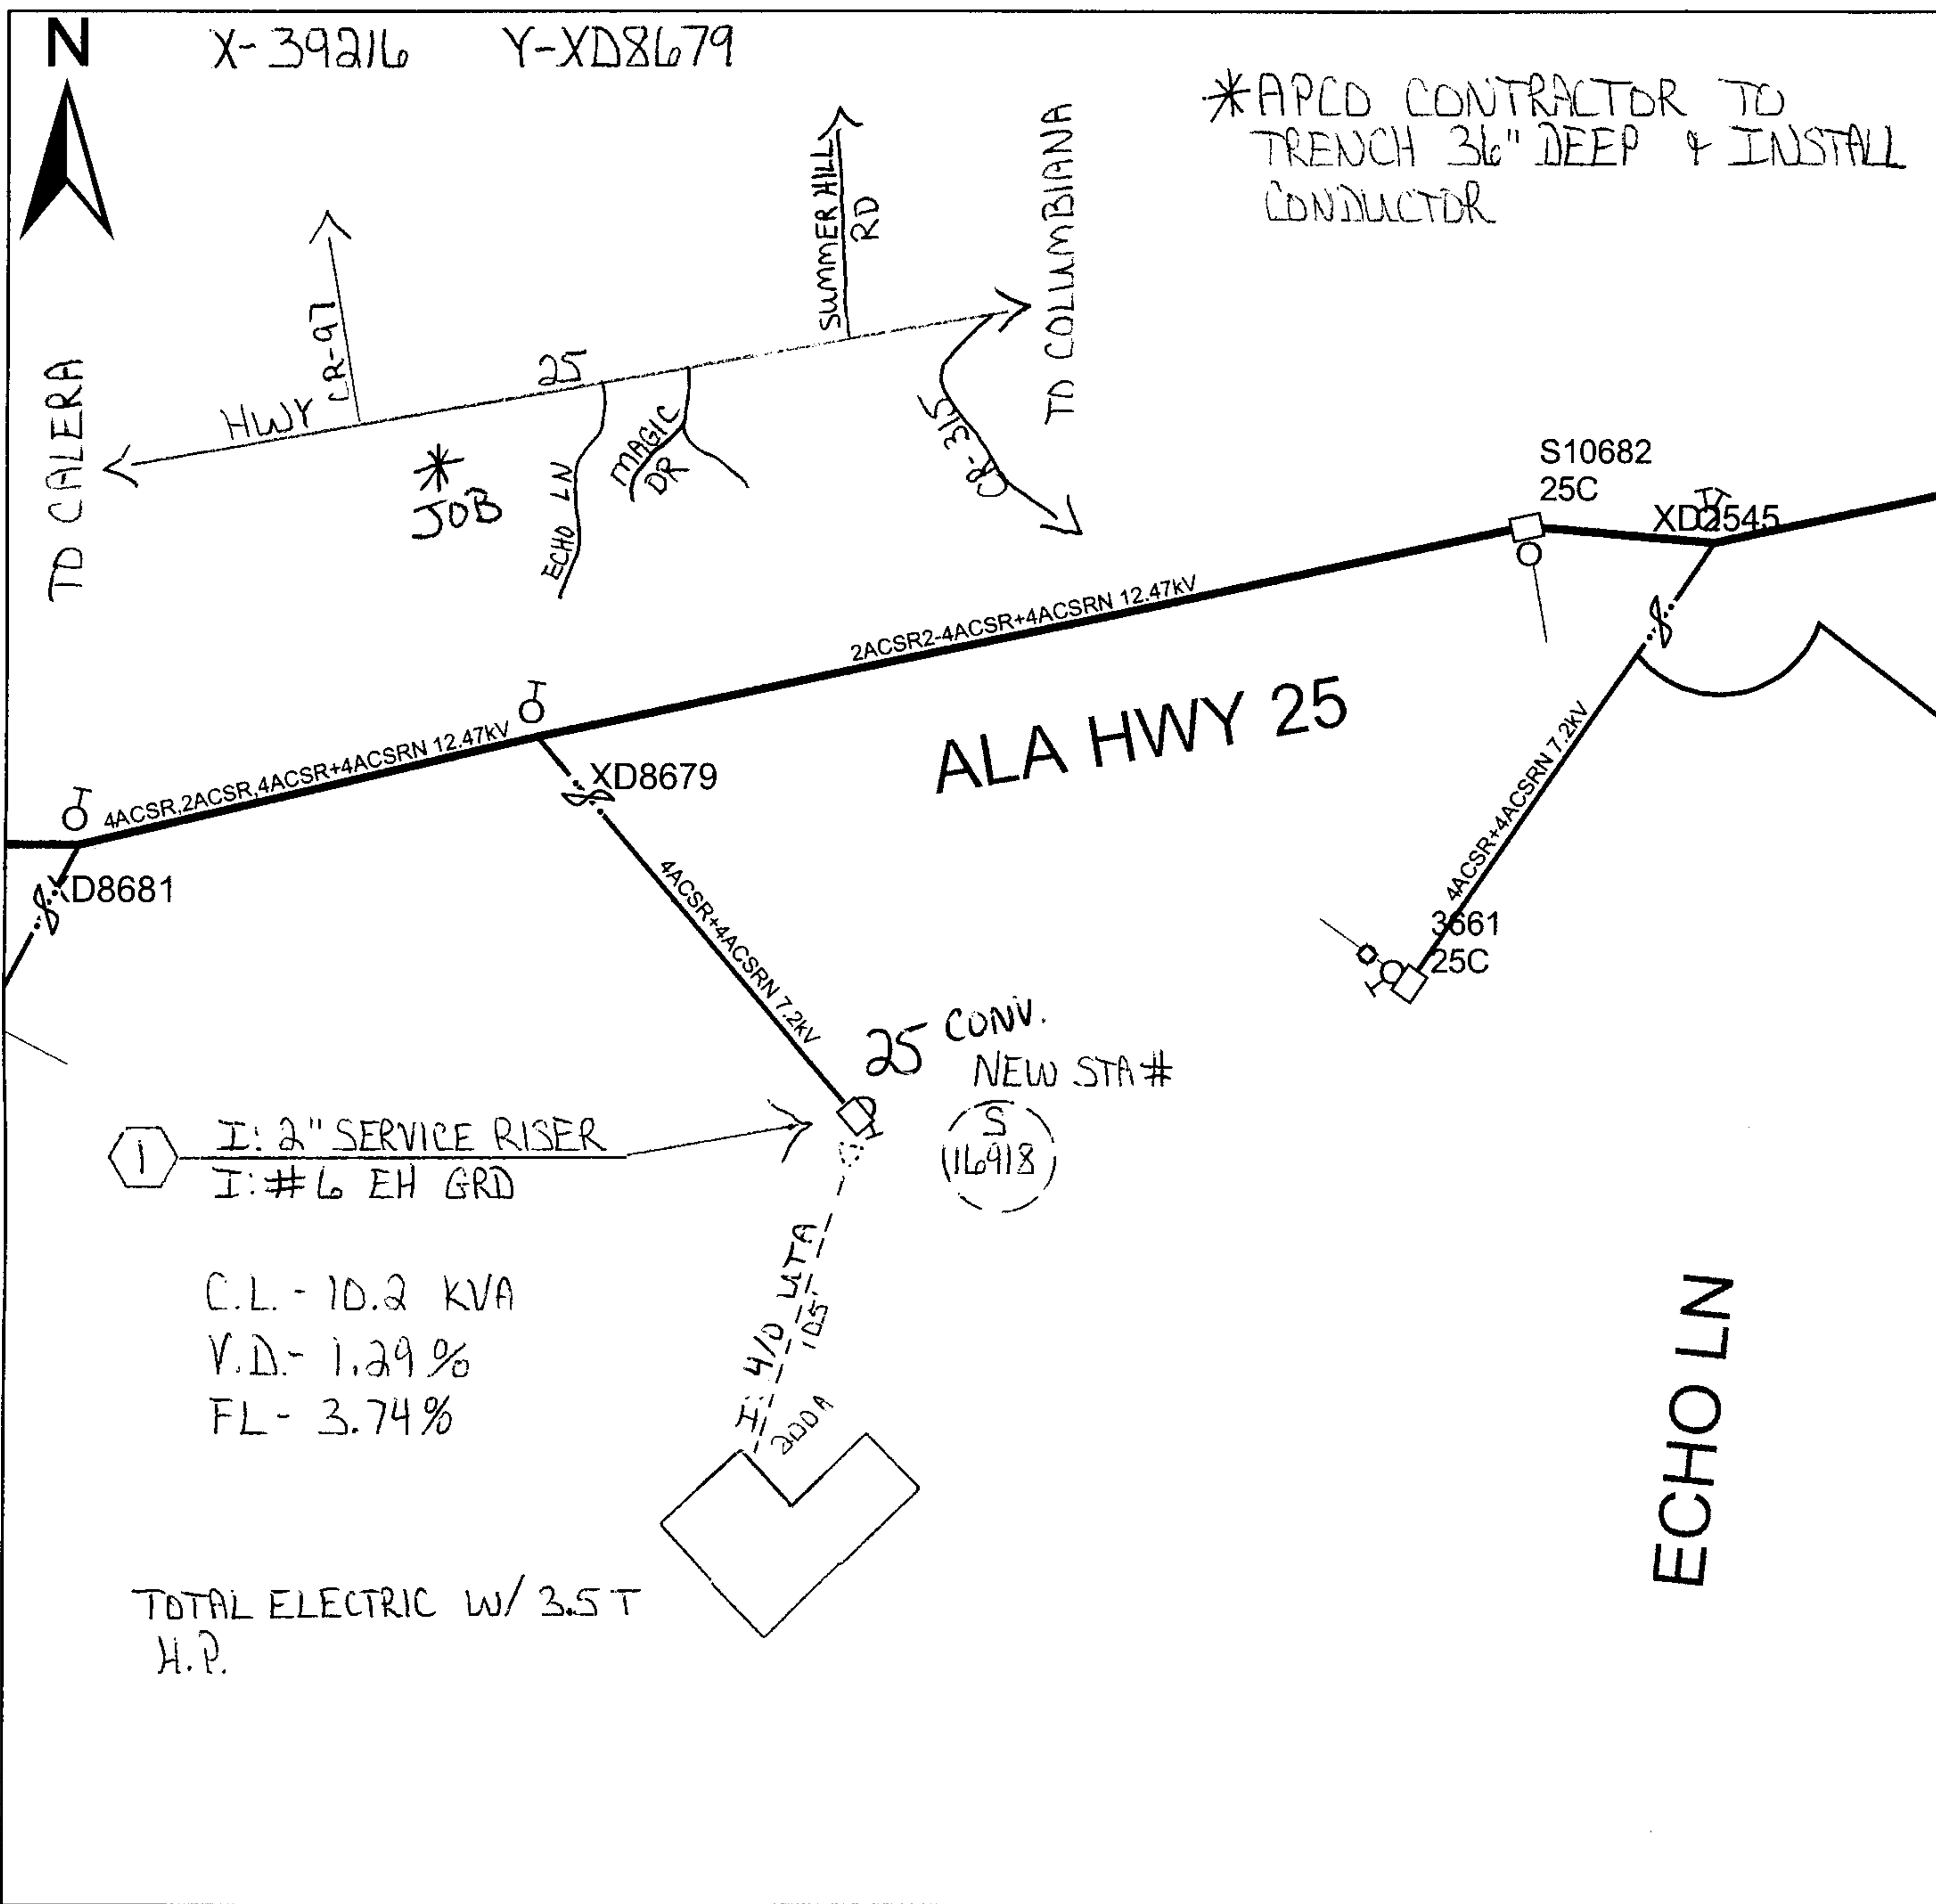 N
X-39216 Y-XD8679
*APCO CONTRACTOR TO
TRENCH 36" DEEP & INSTALL
CONDUCTOR
SUMMER HILL
RD
TO COLUMBIANA
CR-97
HWY 25
TO CALERA
* JOB
ECHO LN
MAGIC
DR
CR-315
S10682
25C
XD2545
2ACSR2-4ACSR+4ACSRN 12.47kV
ALA HWY 25
4ACSR,2ACSR,4ACSR+4ACSRN 12.47kV
XD8679
XD8681
4ACSR+4ACSRN 7.2kV
4ACSR+4ACSRN 7.2kV
3661
25C
25 CONV.
NEW STA#
S
116918
1
I: 2" SERVICE RISER
I: #6 EH GRD
C.L. - 10.2 KVA
V.D.- 1.29%
FL- 3.74%
I: 4/0 UTA
105'
200A
ECHO LN
TOTAL ELECTRIC W/ 3.5 T
H.P.